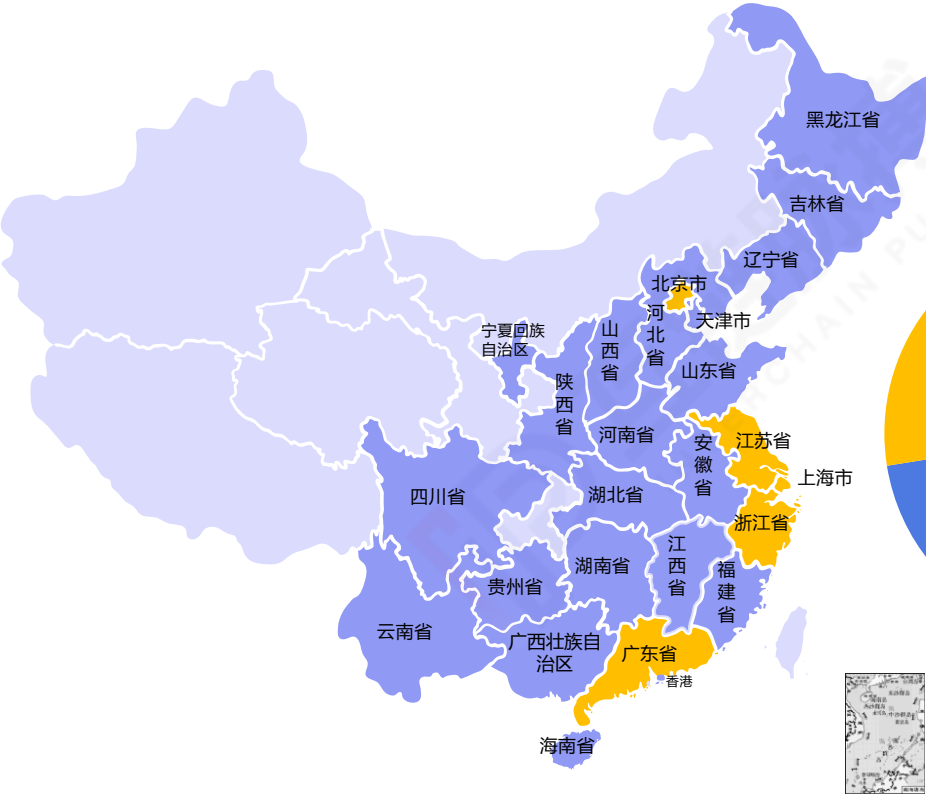 黑龙江省
吉林省
辽宁省
北京市
河北省
天津市
宁夏回族
自治区
山西省
山东省
陕西省
河南省
江苏省
安徽省
上海市
四川省
湖北省
浙江省
江西省
湖南省
福建省
贵州省
云南省
广西壮族自
治区
广东省
香港
海南省